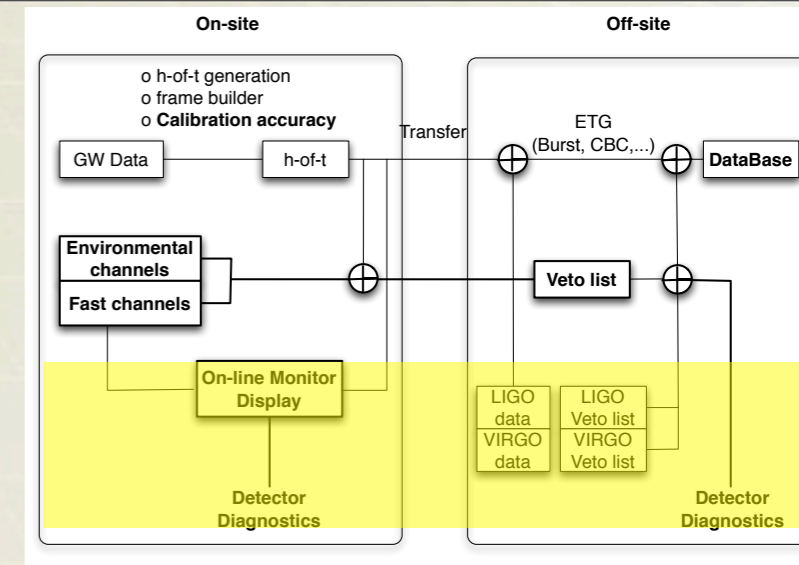 On-site
Off-site
o h-of-t generation
o frame builder
o Calibration accuracy
Transfer
ETG
(Burst, CBC,...)
GW Data
h-of-t
DataBase
Environmental
channels
Fast channels
Veto list
On-line Monitor
Display
LIGO
data
VIRGO
data
LIGO
Veto list
VIRGO
Veto list
Detector
Diagnostics
Detector
Diagnostics